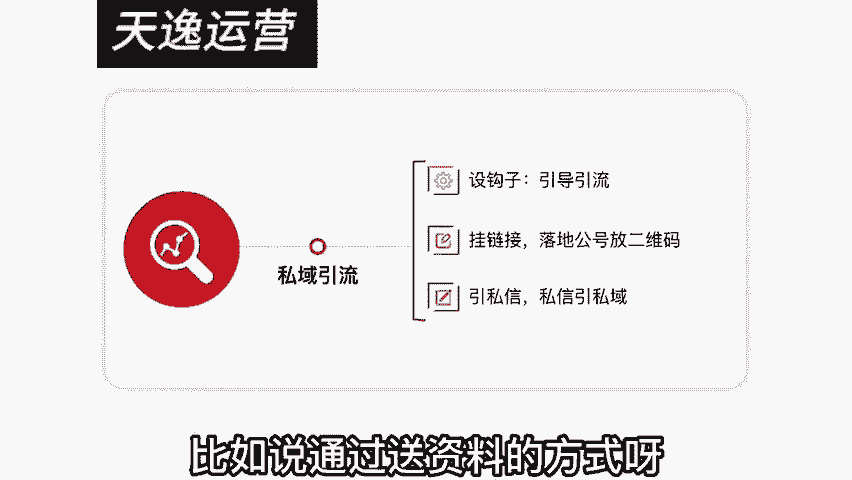 天逸运营
设钩子：引导引流
挂链接，落地公号放二维码
私域引流
引私信，私信引私域
比如说通过送资料的方式呀